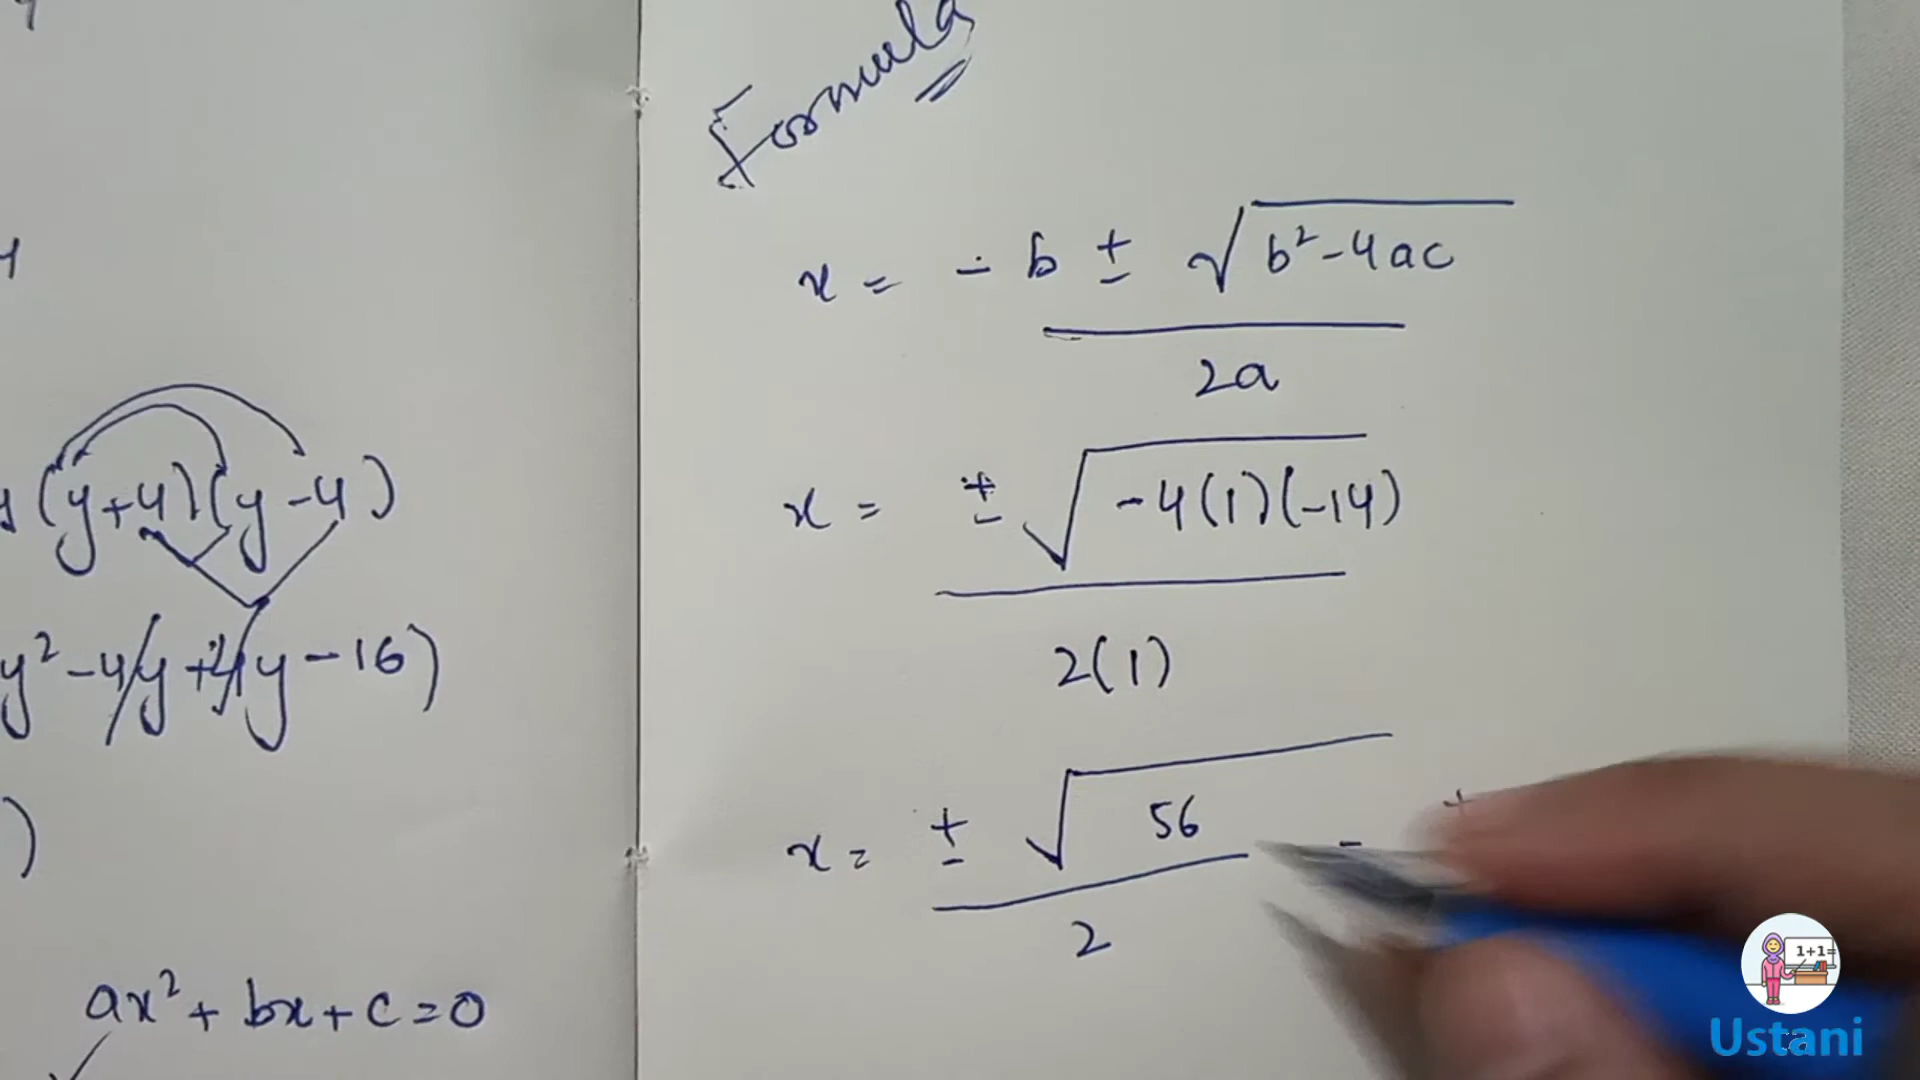 (y+4)(y-4)
y²-4y+4y-16)
)
ax²+bx+c=0
Formula
x = -b ± √b²-4ac
2a
x = ± √-4(1)(-14)
2(1)
x = ± √56 =
2
1+1=
Ustani